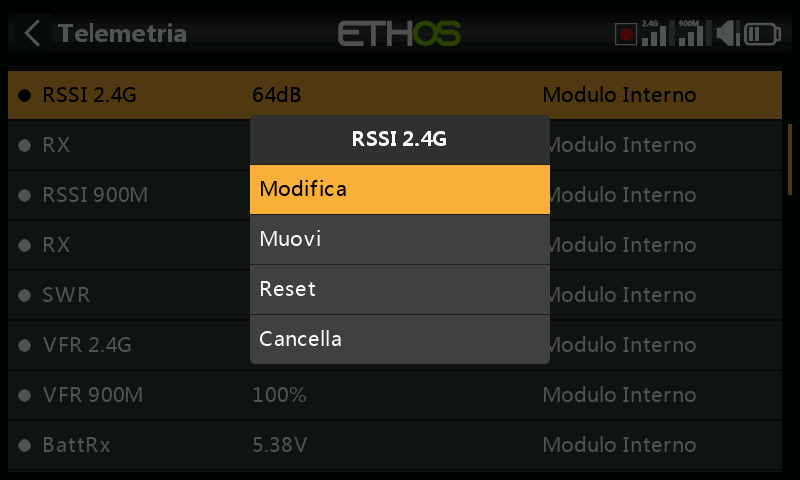 Telemetria ETHOS 2.4G 900M
RSSI 2.4G 64dB Modulo Interno
RSSI 2.4G
RX Modulo Interno
Modifica
RSSI 900M Modulo Interno
Muovi
RX Modulo Interno
Reset
SWR Modulo Interno
Cancella
VFR 2.4G Modulo Interno
VFR 900M 100% Modulo Interno
BattRx 5.38V Modulo Interno